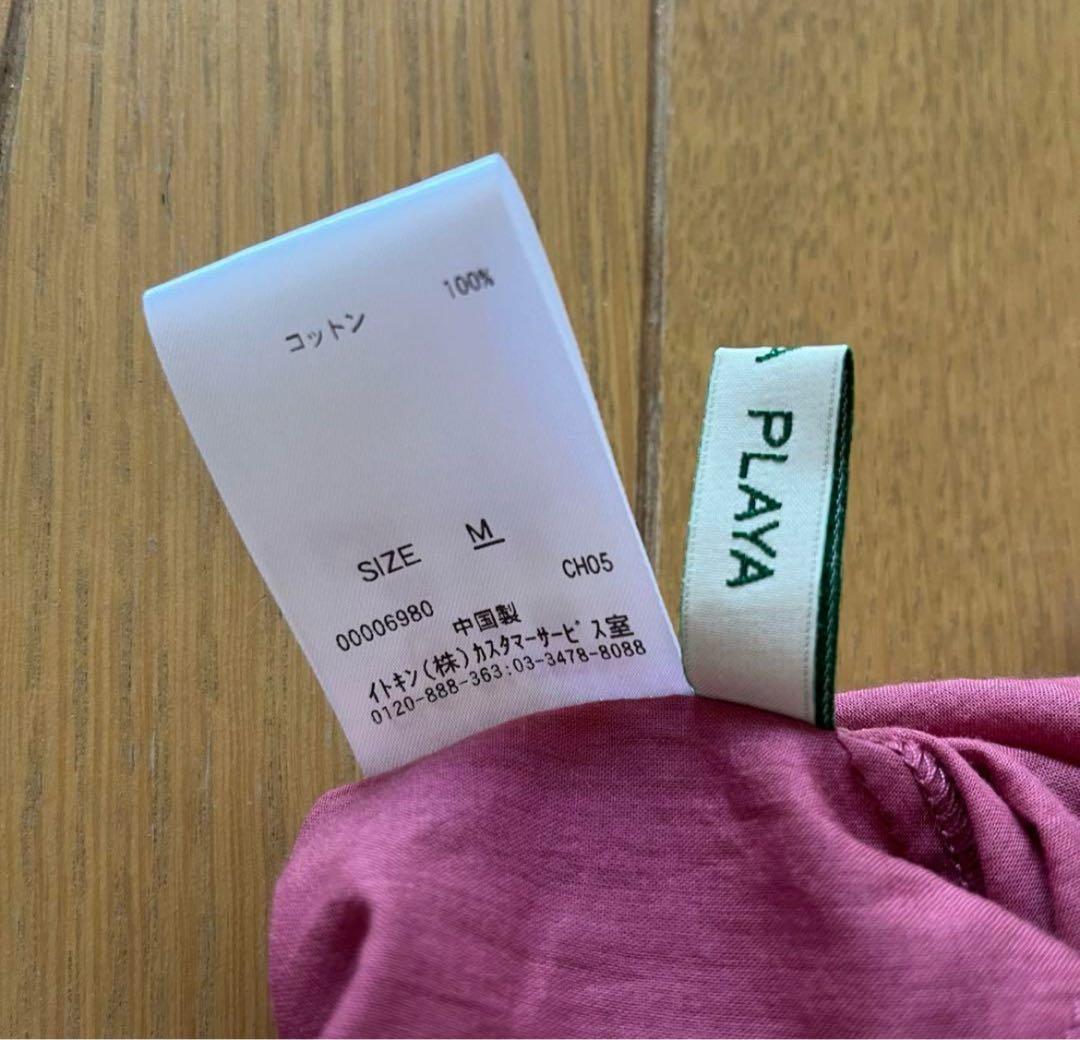 コットン 100%
SIZE M
00006980 中国製 CH05
イトキン(株)カスタマーサービス室
0120-888-363:03-3478-8088
PLAYA